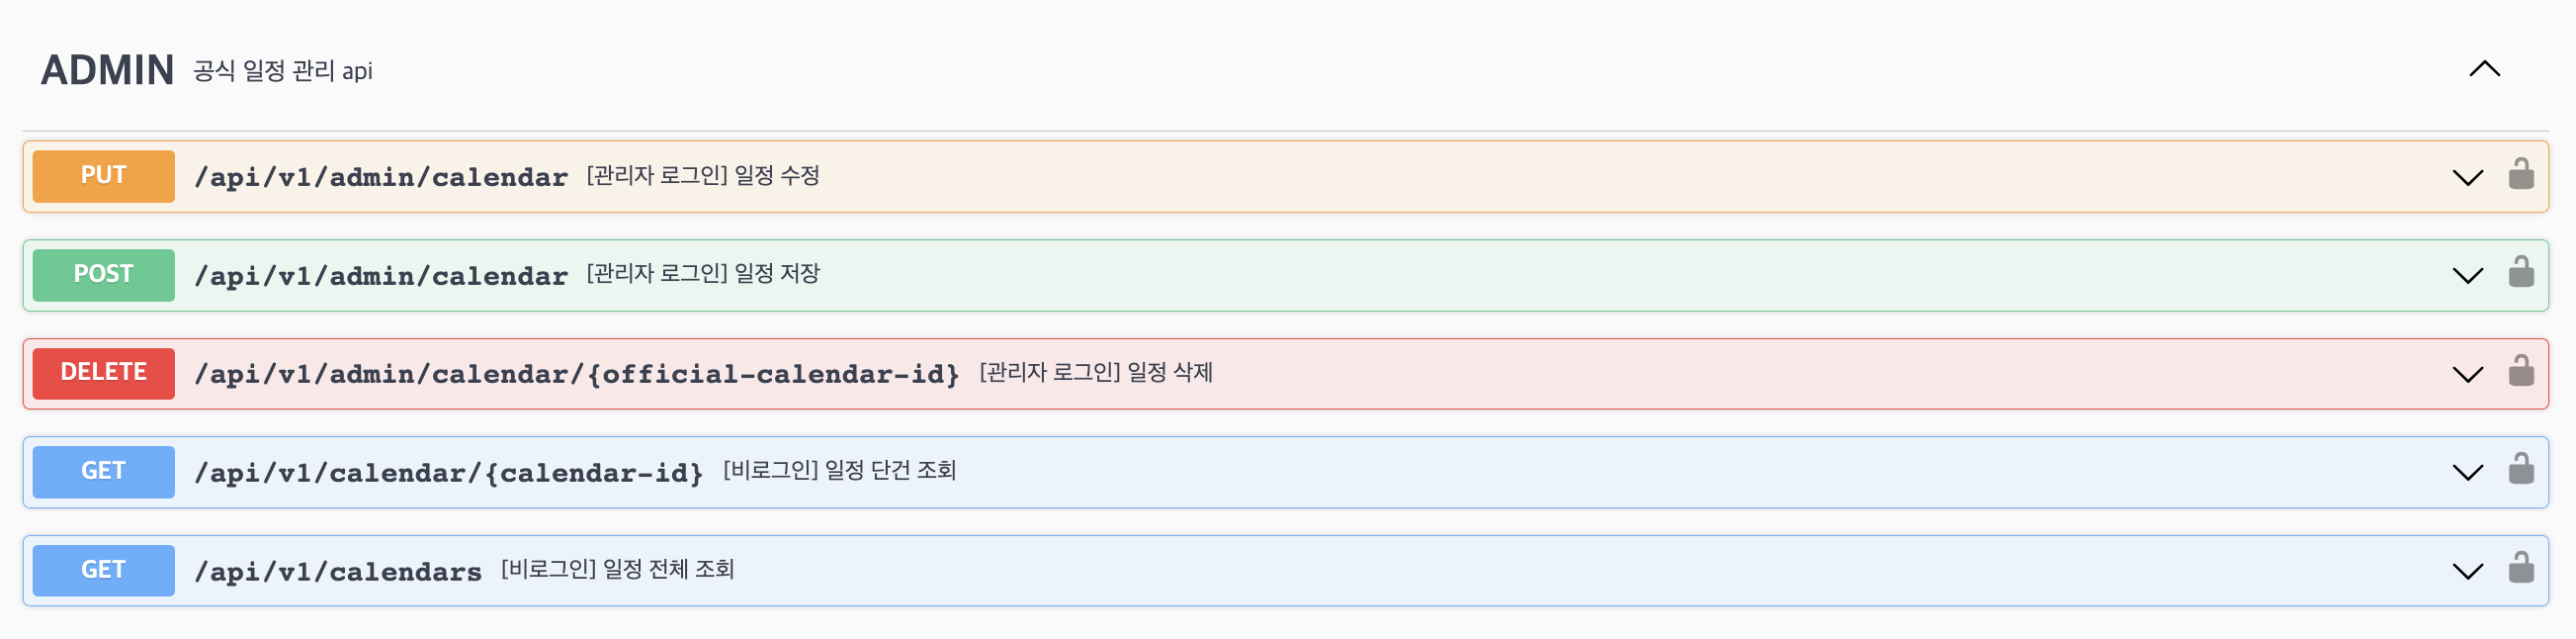 ADMIN 공식 일정 관리 api
PUT /api/v1/admin/calendar [관리자 로그인] 일정 수정
POST /api/v1/admin/calendar [관리자 로그인] 일정 저장
DELETE /api/v1/admin/calendar/{official-calendar-id} [관리자 로그인] 일정 삭제
GET /api/v1/calendar/{calendar-id} [비로그인] 일정 단건 조회
GET /api/v1/calendars [비로그인] 일정 전체 조회